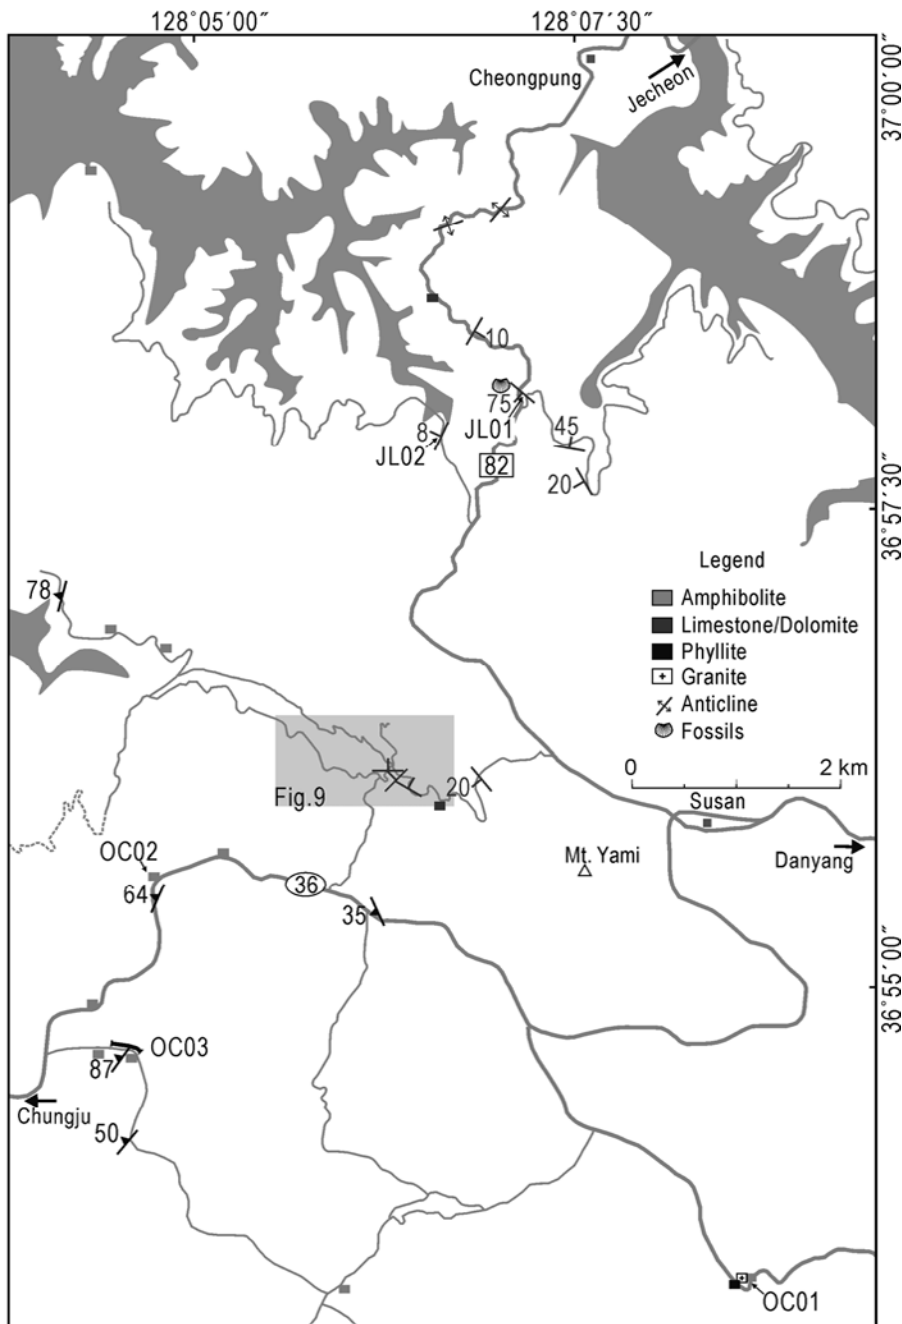 128°05′00″
128°07′30″
Cheongpung
Jecheon
37°00′00″
10
75
JL01
8
JL02
45
82
20
36°57′30″
Legend
Amphibolite
Limestone/Dolomite
Phyllite
Granite
Anticline
Fossils
78
0 2 km
Fig.9
20
Susan
Danyang
Mt. Yami
OC02
64
36
35
36°55′00″
OC03
87
Chungju
50
OC01